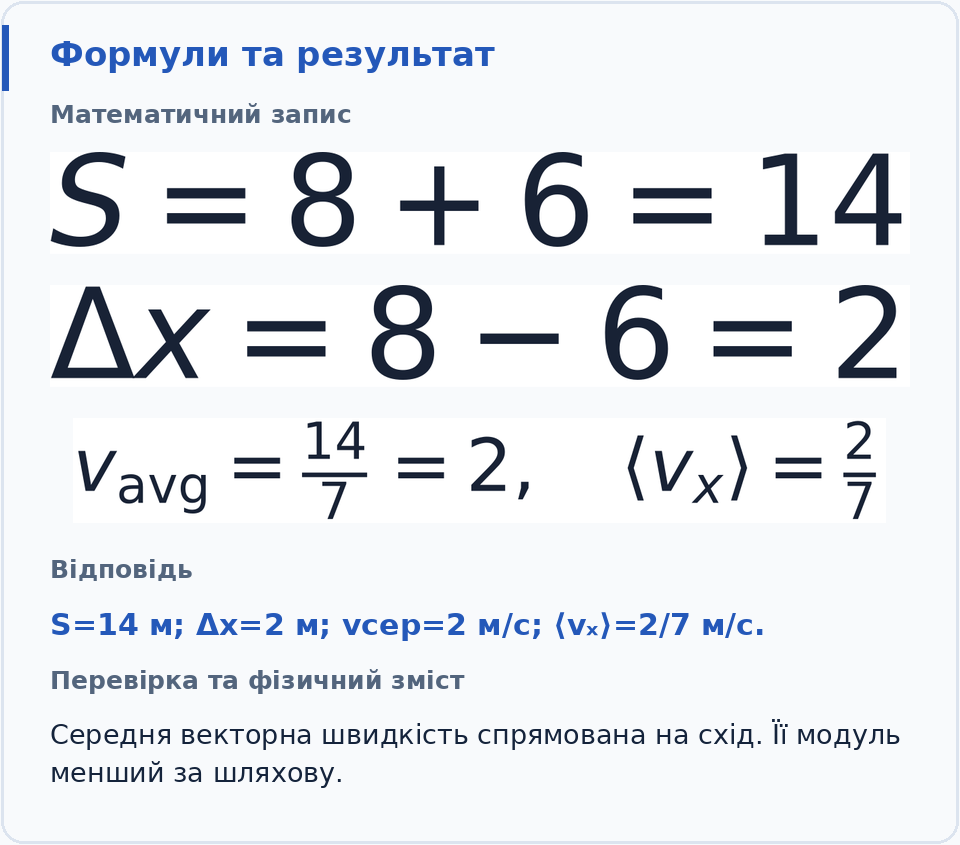 Формули та результат
Математичний запис
S = 8 + 6 = 14
Δx = 8 − 6 = 2
v_avg = 14/7 = 2, ⟨v_x⟩ = 2/7
Відповідь
S=14 м; Δx=2 м; vсер=2 м/с; ⟨vₓ⟩=2/7 м/с.
Перевірка та фізичний зміст
Середня векторна швидкість спрямована на схід. Її модуль
менший за шляхову.